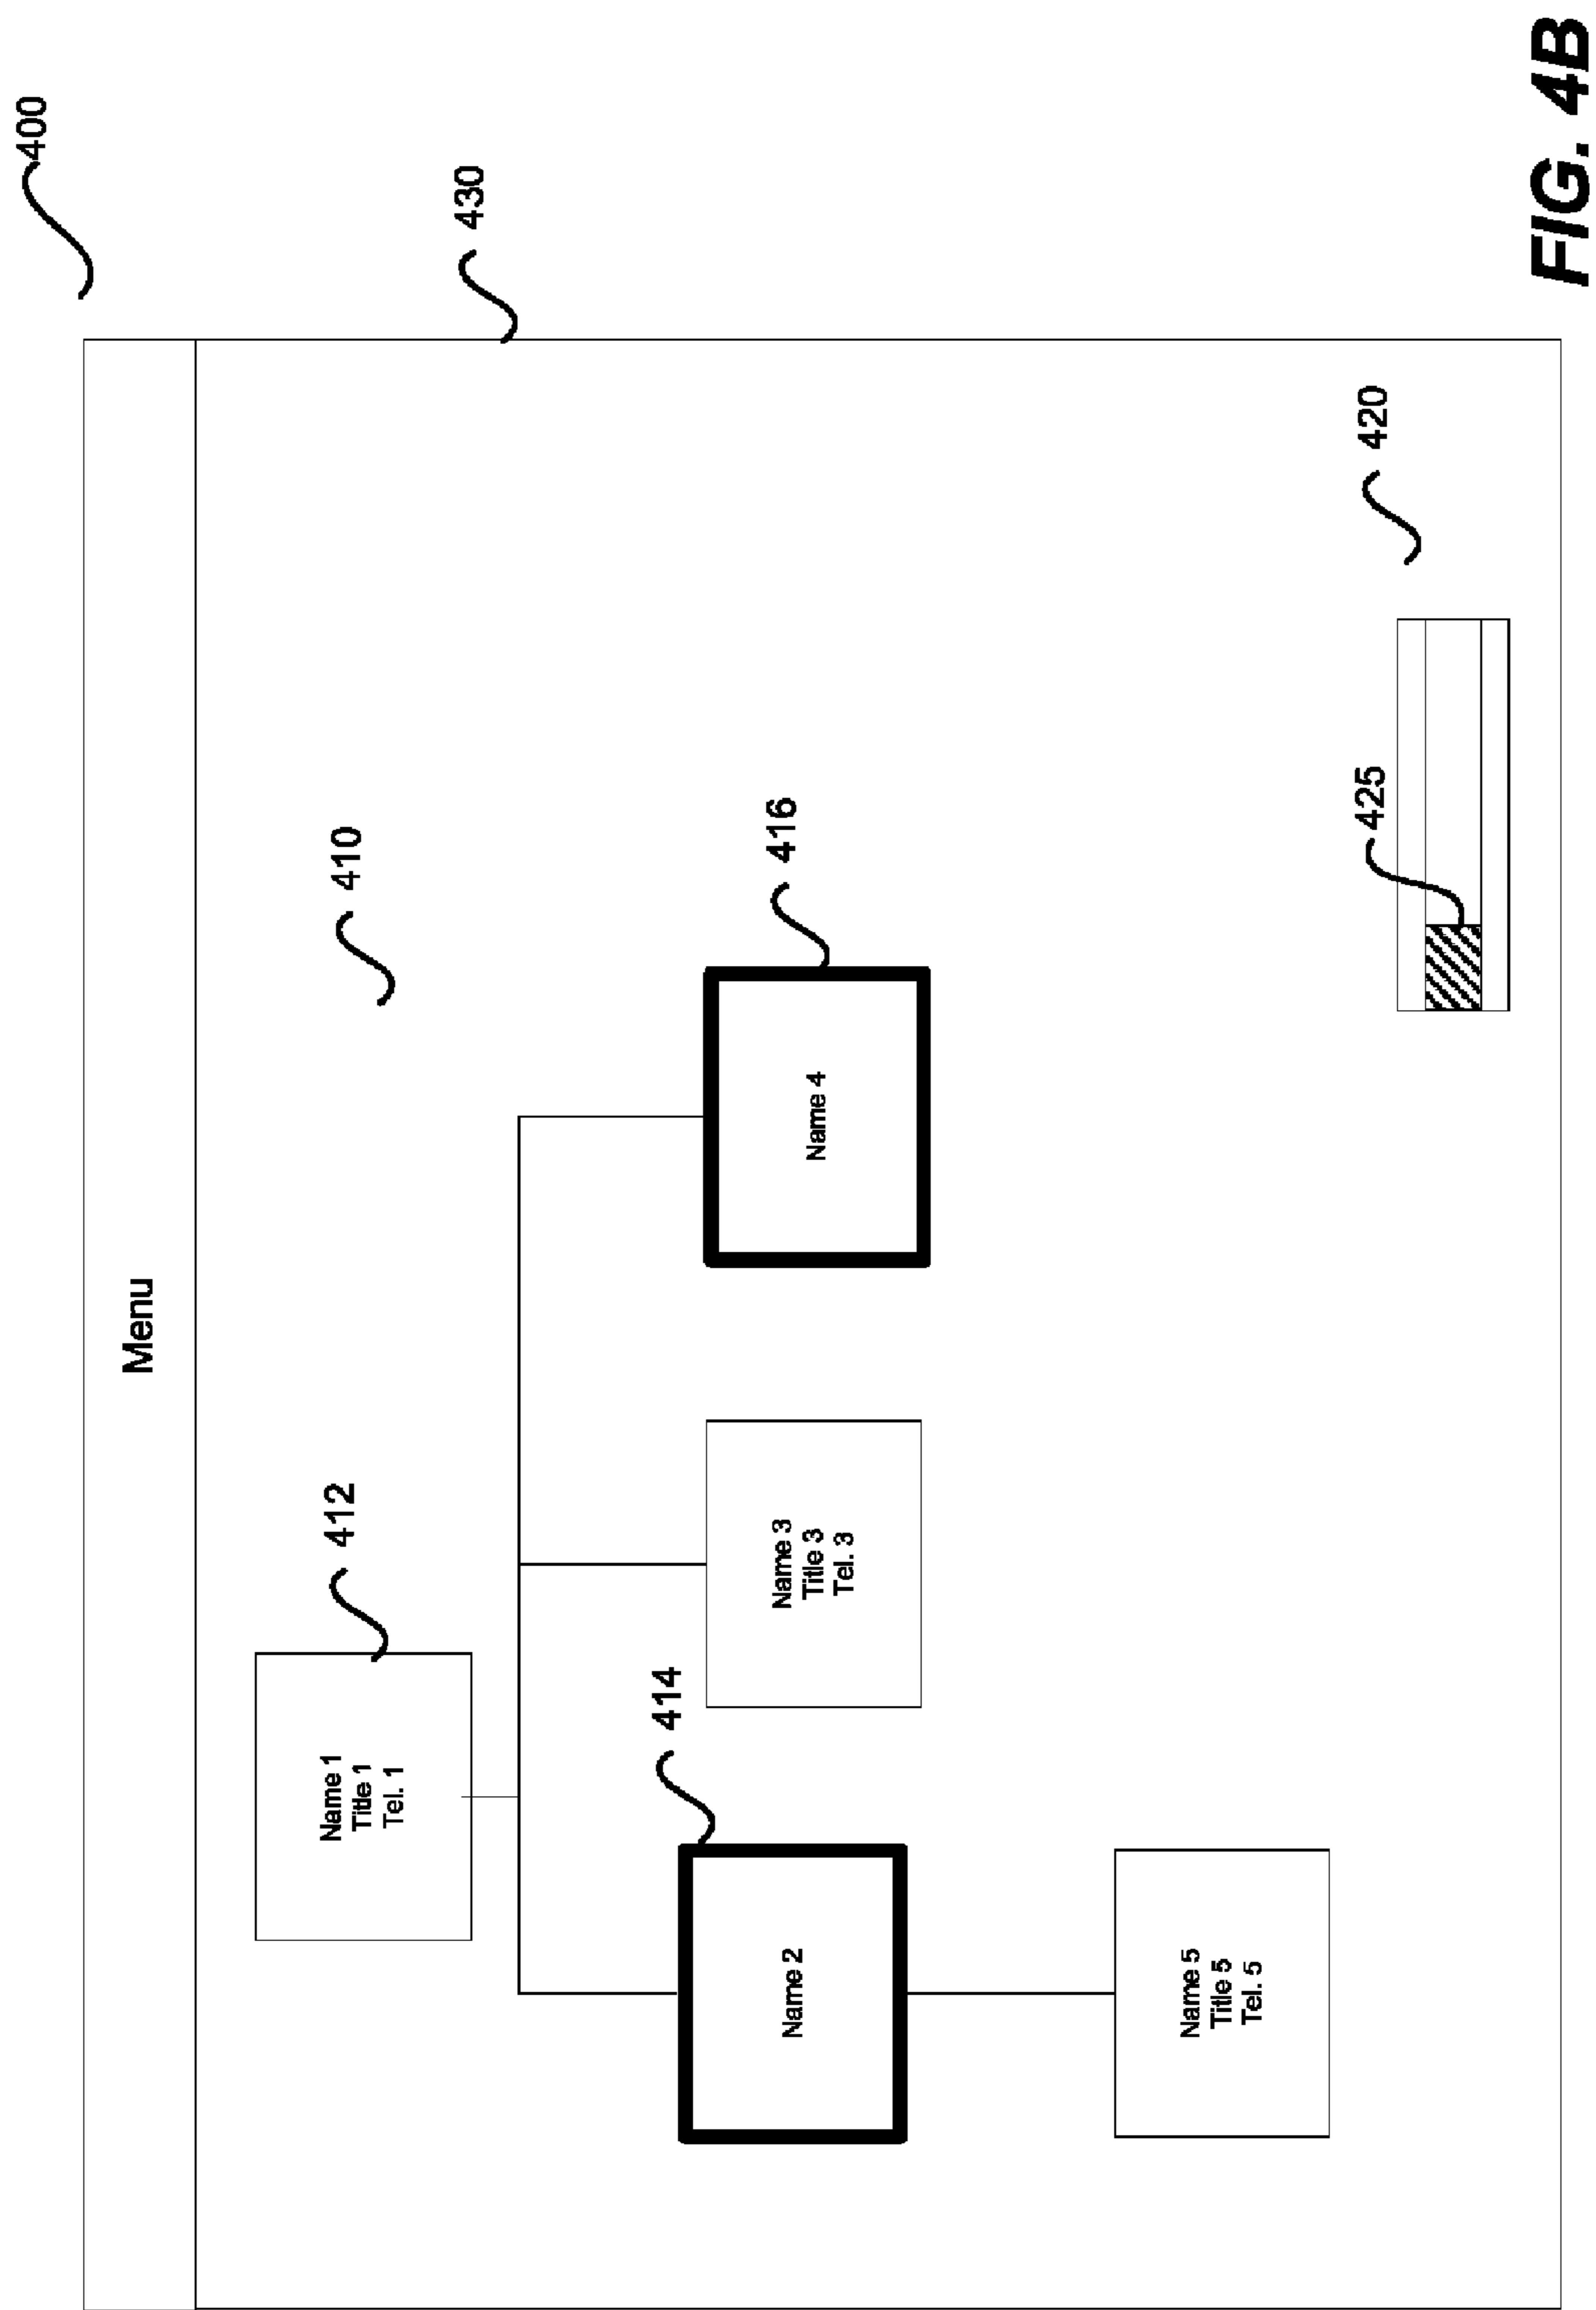 400
Menu
430
412
410
Name 1
Title 1
Tel. 1
414
416
Name 2
Name 3
Title 3
Tel. 3
Name 4
Name 5
Title 5
Tel. 5
425
420
FIG. 4B